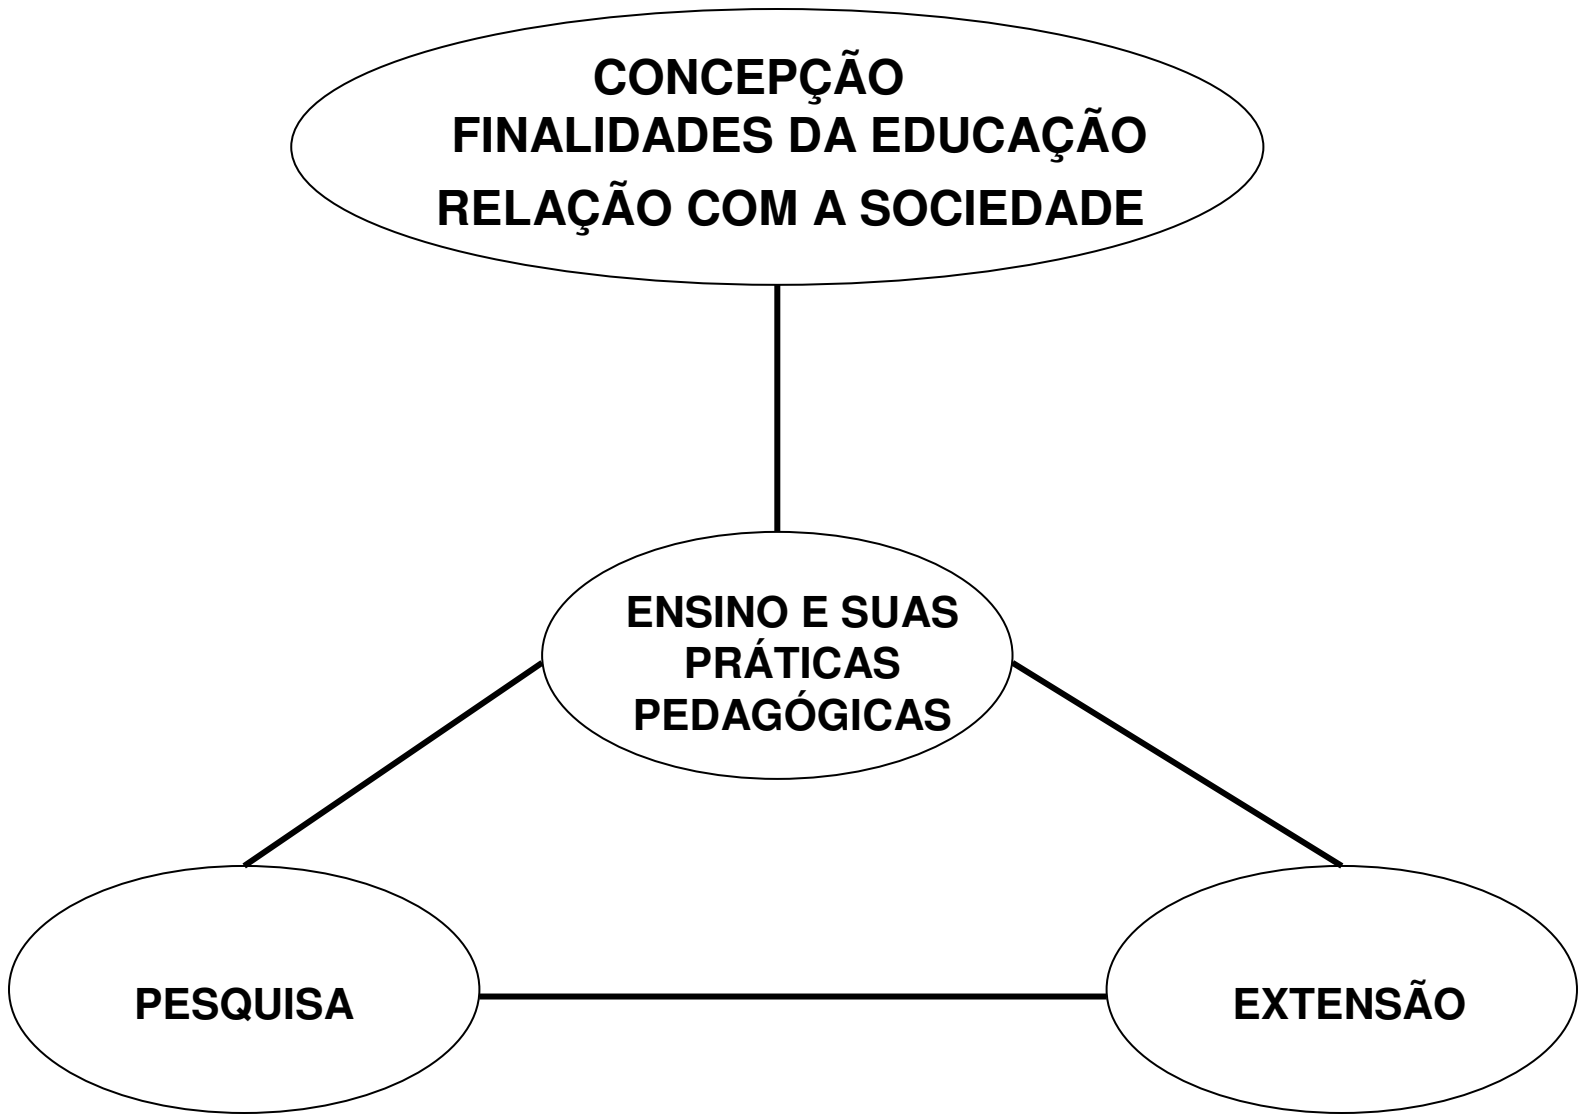 CONCEPÇÃO
FINALIDADES DA EDUCAÇÃO
RELAÇÃO COM A SOCIEDADE
ENSINO E SUAS
PRÁTICAS
PEDAGÓGICAS
PESQUISA
EXTENSÃO